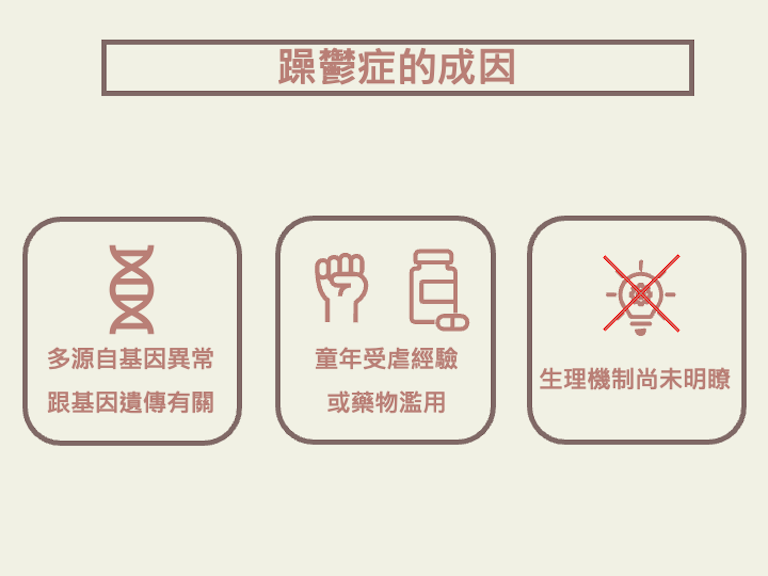 躁鬱症的成因
多源自基因異常
跟基因遺傳有關
童年受虐經驗
或藥物濫用
生理機制尚未明瞭